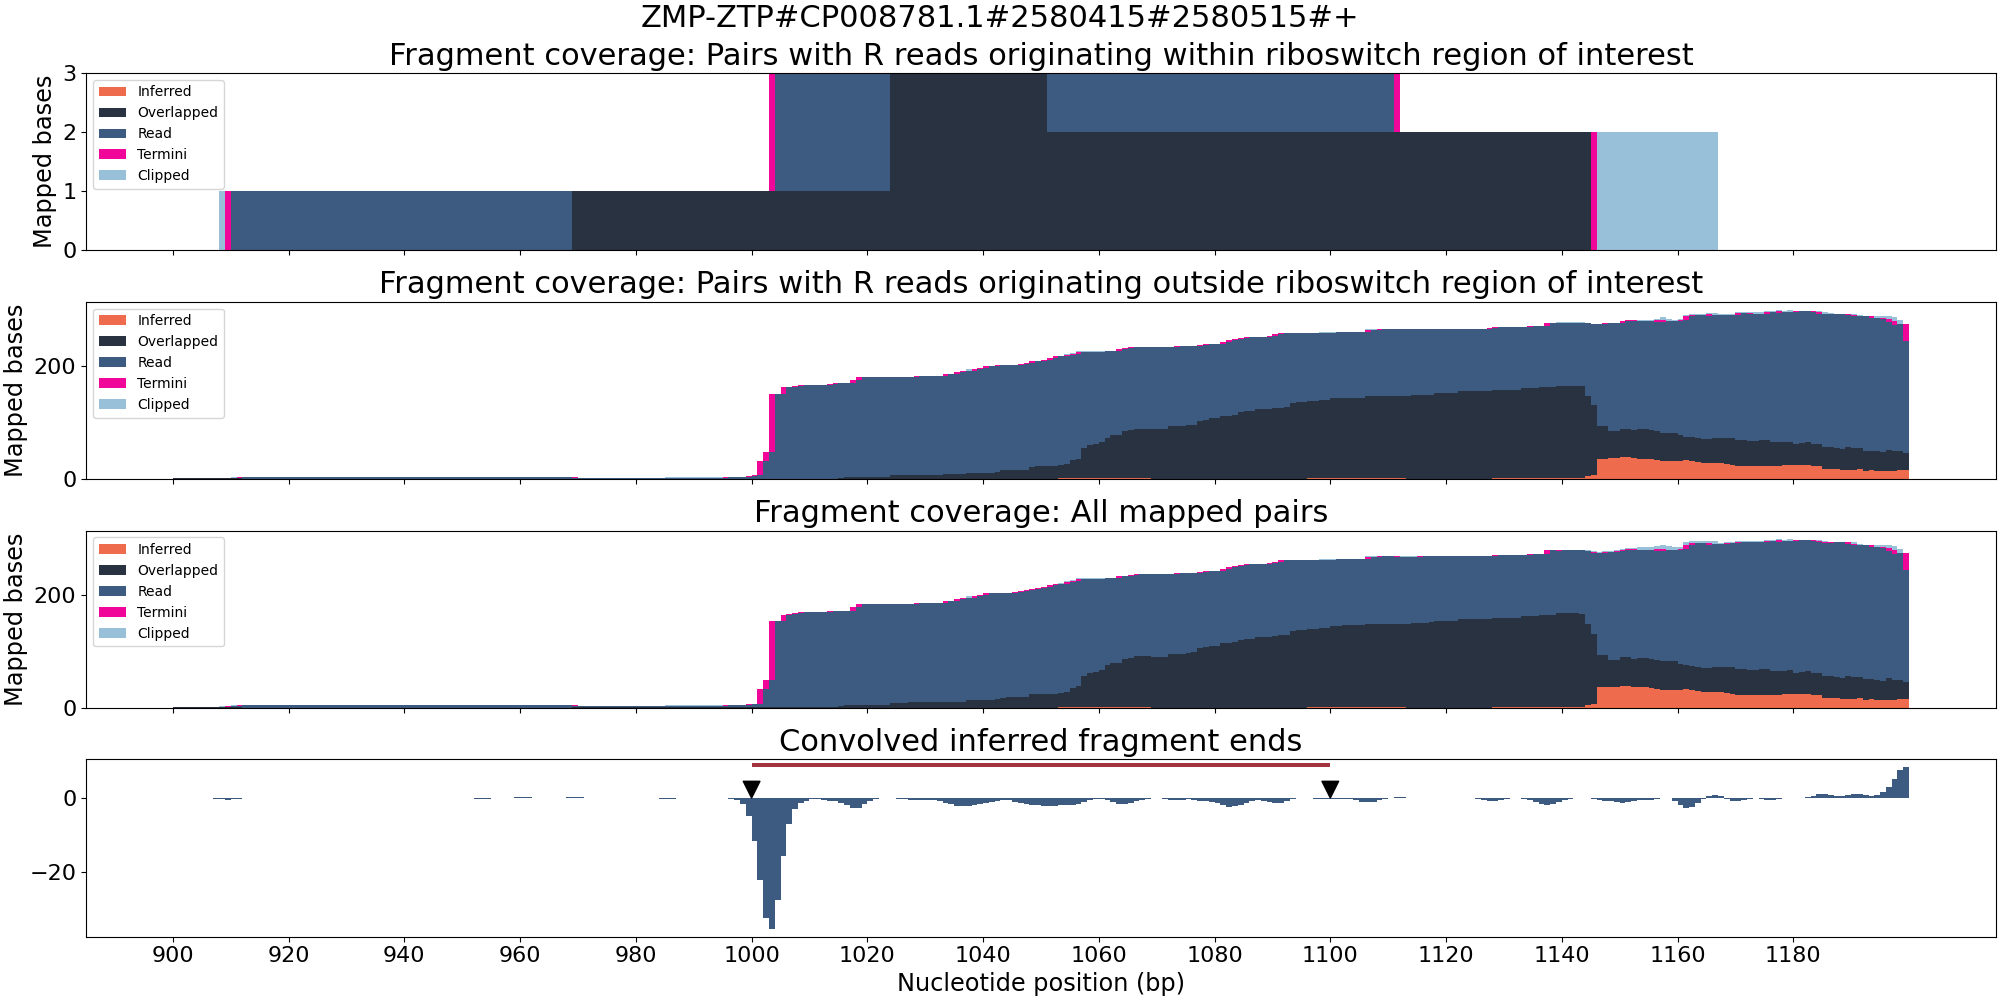 ZMP-ZTP#CP008781.1#2580415#2580515#+
Fragment coverage: Pairs with R reads originating within riboswitch region of interest
Mapped bases
3
2
1
0
Inferred
Overlapped
Read
Termini
Clipped
Fragment coverage: Pairs with R reads originating outside riboswitch region of interest
Mapped bases
200
0
Inferred
Overlapped
Read
Termini
Clipped
Fragment coverage: All mapped pairs
Mapped bases
200
0
Inferred
Overlapped
Read
Termini
Clipped
Convolved inferred fragment ends
0
−20
900 920 940 960 980 1000 1020 1040 1060 1080 1100 1120 1140 1160 1180
Nucleotide position (bp)